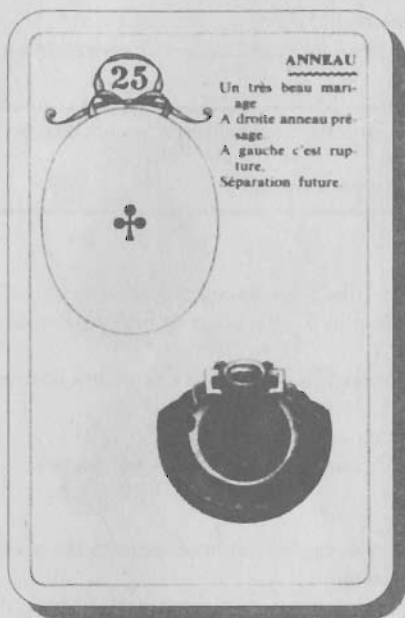 25
ANNEAU
Un très beau mari-
age
A droite anneau pré-
sage.
A gauche c'est rup-
ture,
Séparation future.